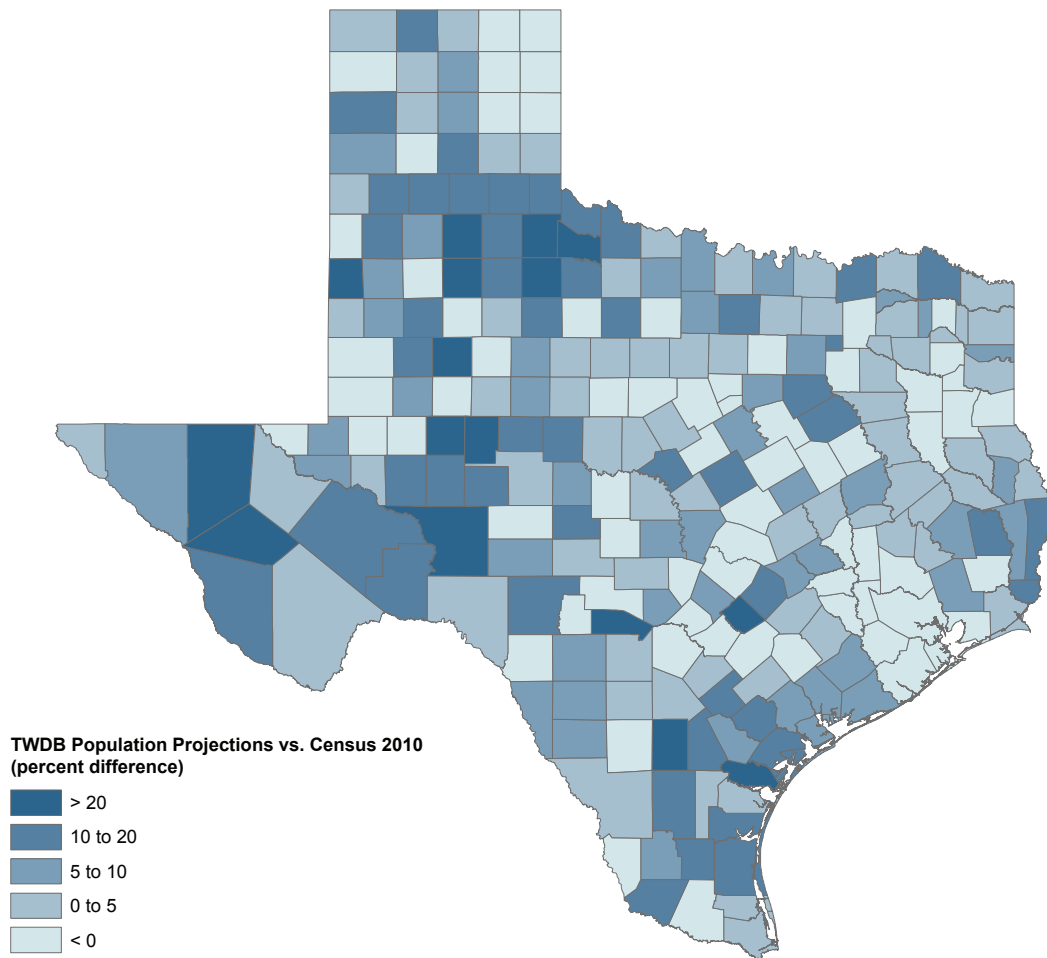 TWDB Population Projections vs. Census 2010
(percent difference)
> 20
10 to 20
5 to 10
0 to 5
< 0